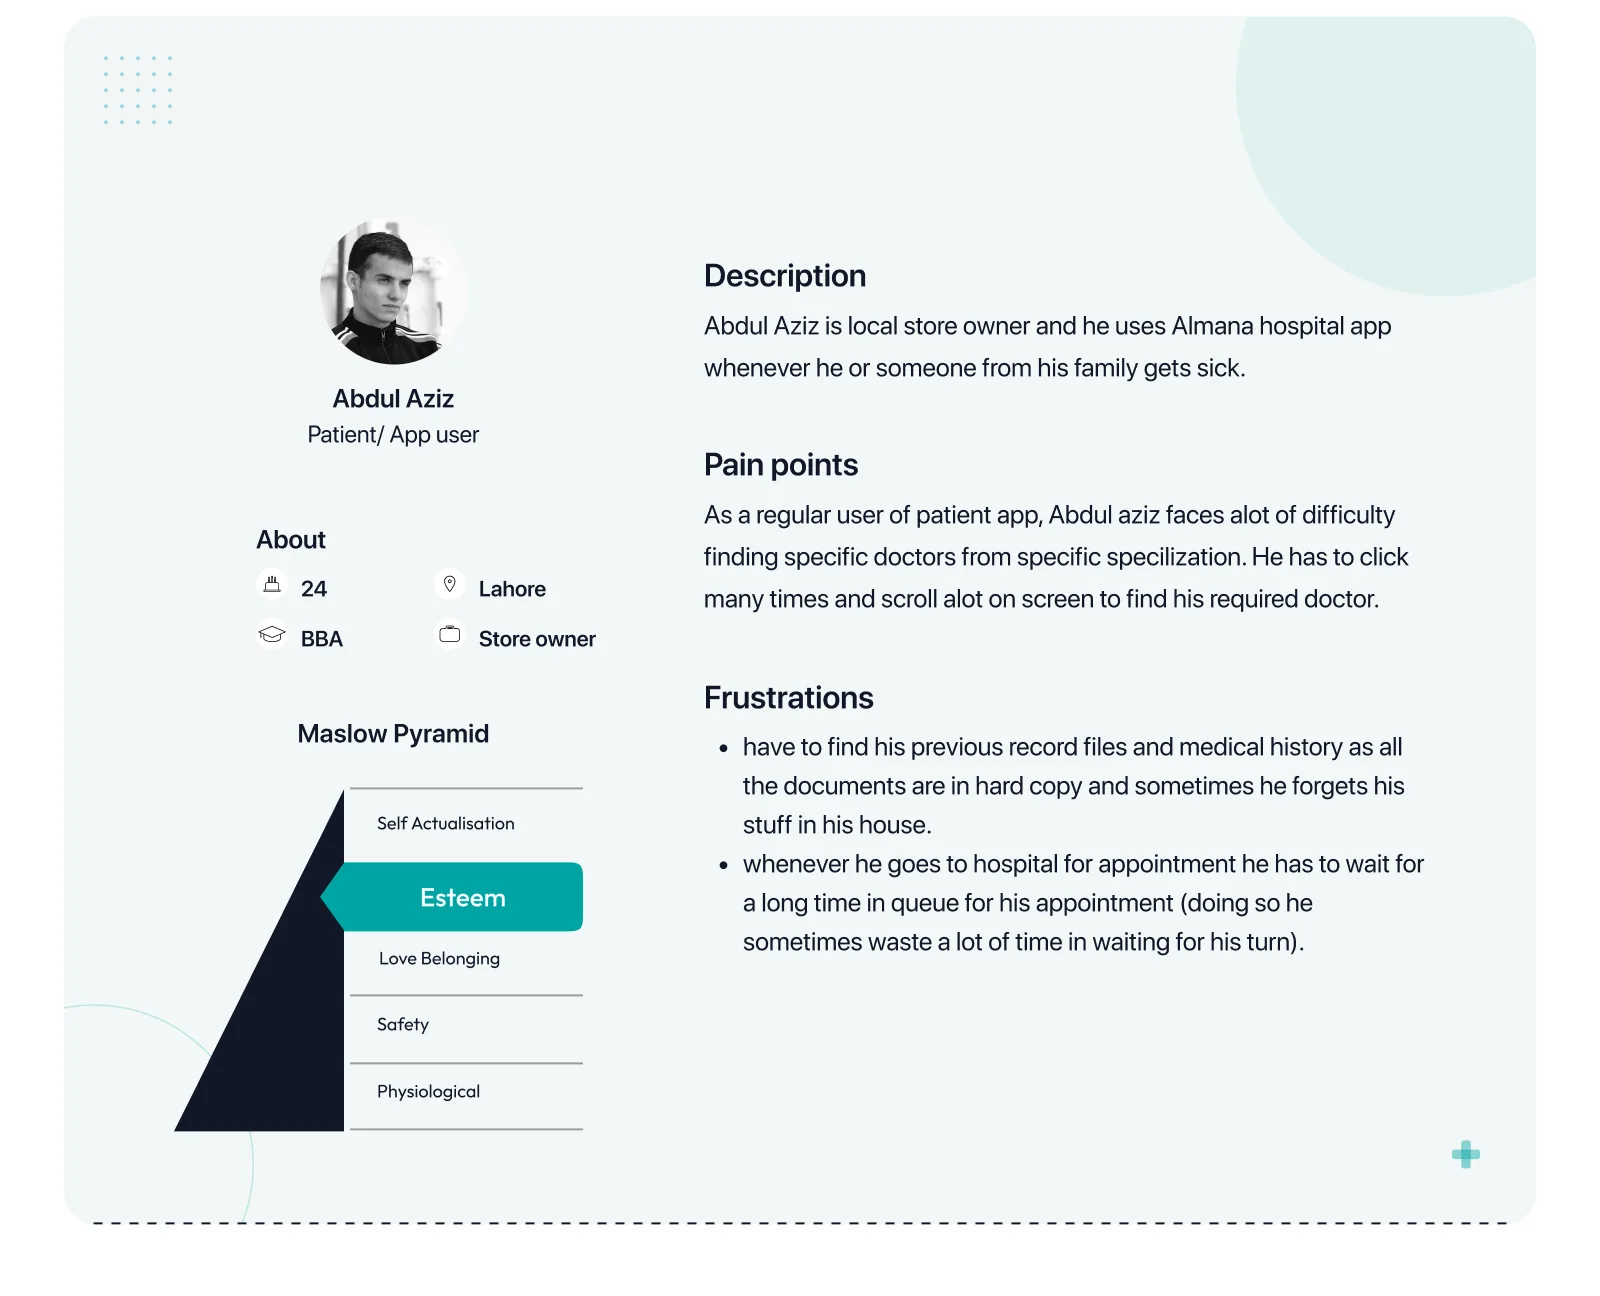 Abdul Aziz
Patient/ App user
About
24
Lahore
BBA
Store owner
Maslow Pyramid
Self Actualisation
Esteem
Love Belonging
Safety
Physiological
Description
Abdul Aziz is local store owner and he uses Almana hospital app
whenever he or someone from his family gets sick.
Pain points
As a regular user of patient app, Abdul aziz faces alot of difficulty
finding specific doctors from specific specilization. He has to click
many times and scroll alot on screen to find his required doctor.
Frustrations
• have to find his previous record files and medical history as all
the documents are in hard copy and sometimes he forgets his
stuff in his house.
• whenever he goes to hospital for appointment he has to wait for
a long time in queue for his appointment (doing so he
sometimes waste a lot of time in waiting for his turn).